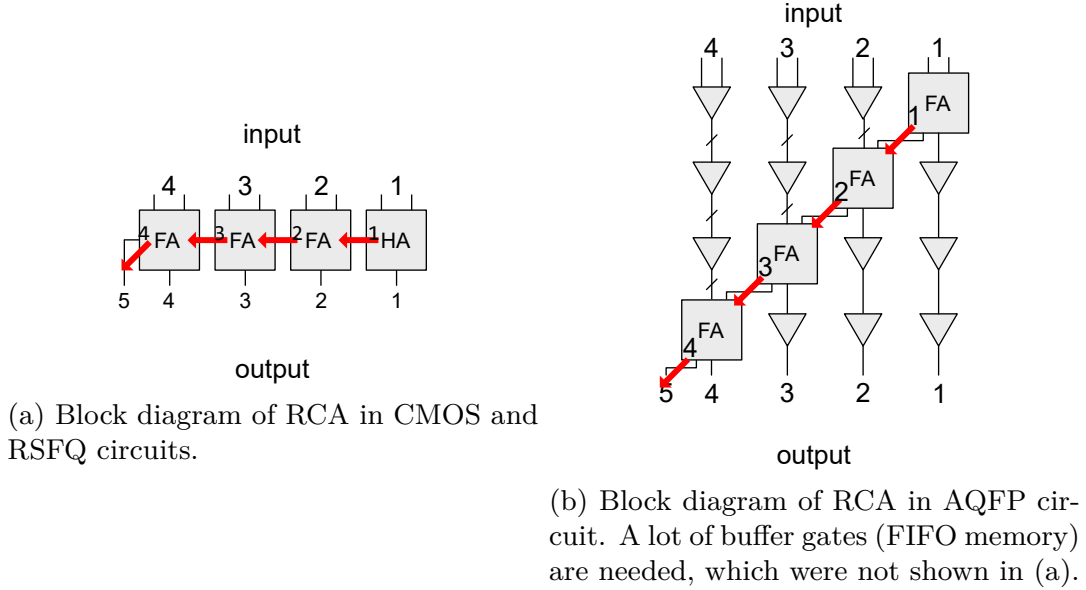 input
4 3 2 1
4 FA 3 FA 2 FA 1 HA
5 4 3 2 1
output
(a) Block diagram of RCA in CMOS and
RSFQ circuits.
input
4 3 2 1
FA
1
FA
2
FA
3
FA
4
5 4 3 2 1
output
(b) Block diagram of RCA in AQFP cir-
cuit. A lot of buffer gates (FIFO memory)
are needed, which were not shown in (a).